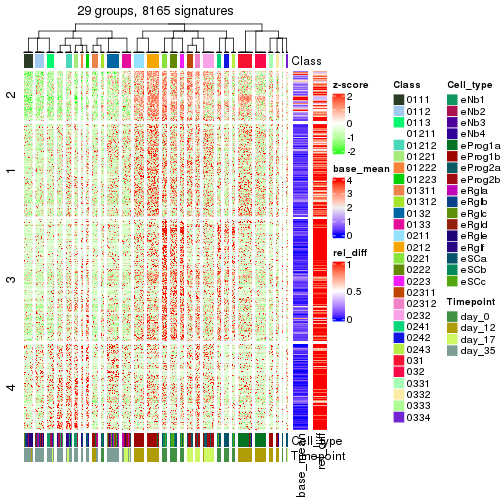 29 groups, 8165 signatures
Class
2
1
3
4
Cell_type
Timepoint
base_mean
rel_diff
z-score
2
1
0
-1
-2
base_mean
4
3
2
1
0
rel_diff
1
0.5
0
Class
0111
0112
0113
01211
01212
01221
01222
01223
01311
01312
0132
0133
0211
0212
0221
0222
0223
02311
02312
0232
0241
0242
0243
031
032
0331
0332
0333
0334
Cell_type
eNb1
eNb2
eNb3
eNb4
eProg1a
eProg1b
eProg2a
eProg2b
eRgla
eRglb
eRglc
eRgld
eRgle
eRglf
eSCa
eSCb
eSCc
Timepoint
day_0
day_12
day_17
day_35